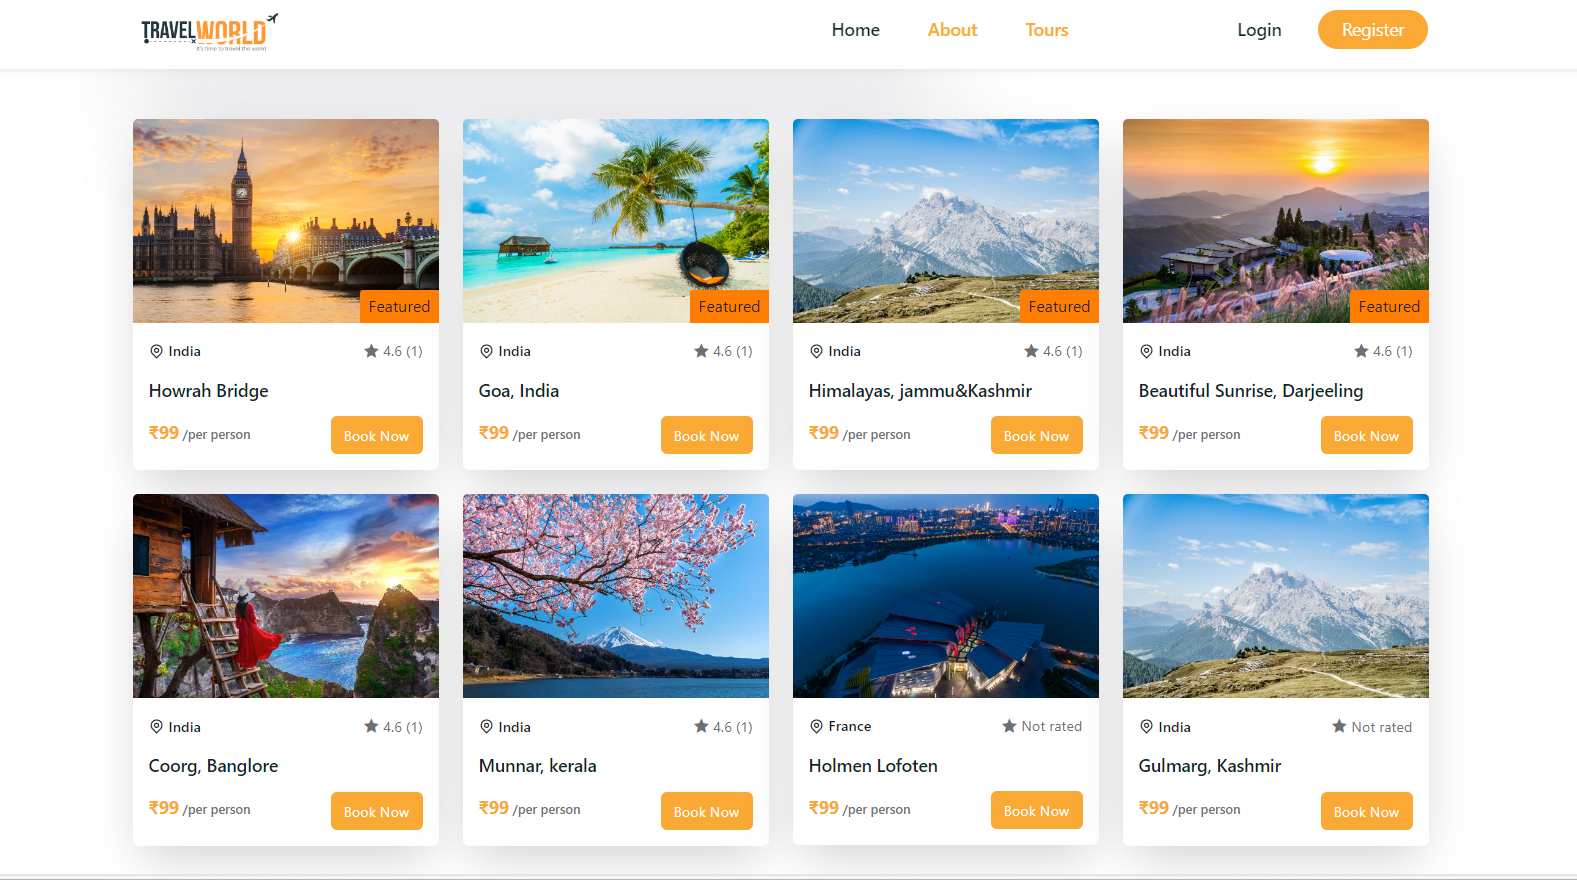 TRAVELWORLD
It's time to travel the world
Home About Tours Login Register
Featured Featured Featured Featured
India 4.6 (1) India 4.6 (1) India 4.6 (1) India 4.6 (1)
Howrah Bridge Goa, India Himalayas, jammu&Kashmir Beautiful Sunrise, Darjeeling
₹99 /per person Book Now ₹99 /per person Book Now ₹99 /per person Book Now ₹99 /per person Book Now
India 4.6 (1) India 4.6 (1) France Not rated India Not rated
Coorg, Banglore Munnar, kerala Holmen Lofoten Gulmarg, Kashmir
₹99 /per person Book Now ₹99 /per person Book Now ₹99 /per person Book Now ₹99 /per person Book Now